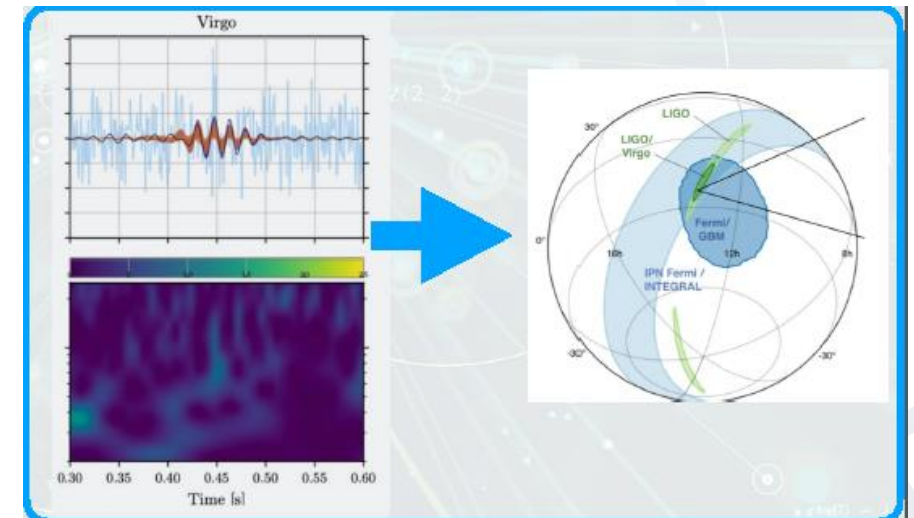 Virgo
0.30 0.35 0.40 0.45 0.50 0.55 0.60
Time [s]
LIGO
30°
LIGO/
Virgo
Fermi/
GBM
0°
16h
12h
8h
IPN Fermi /
INTEGRAL
-30°
-30°